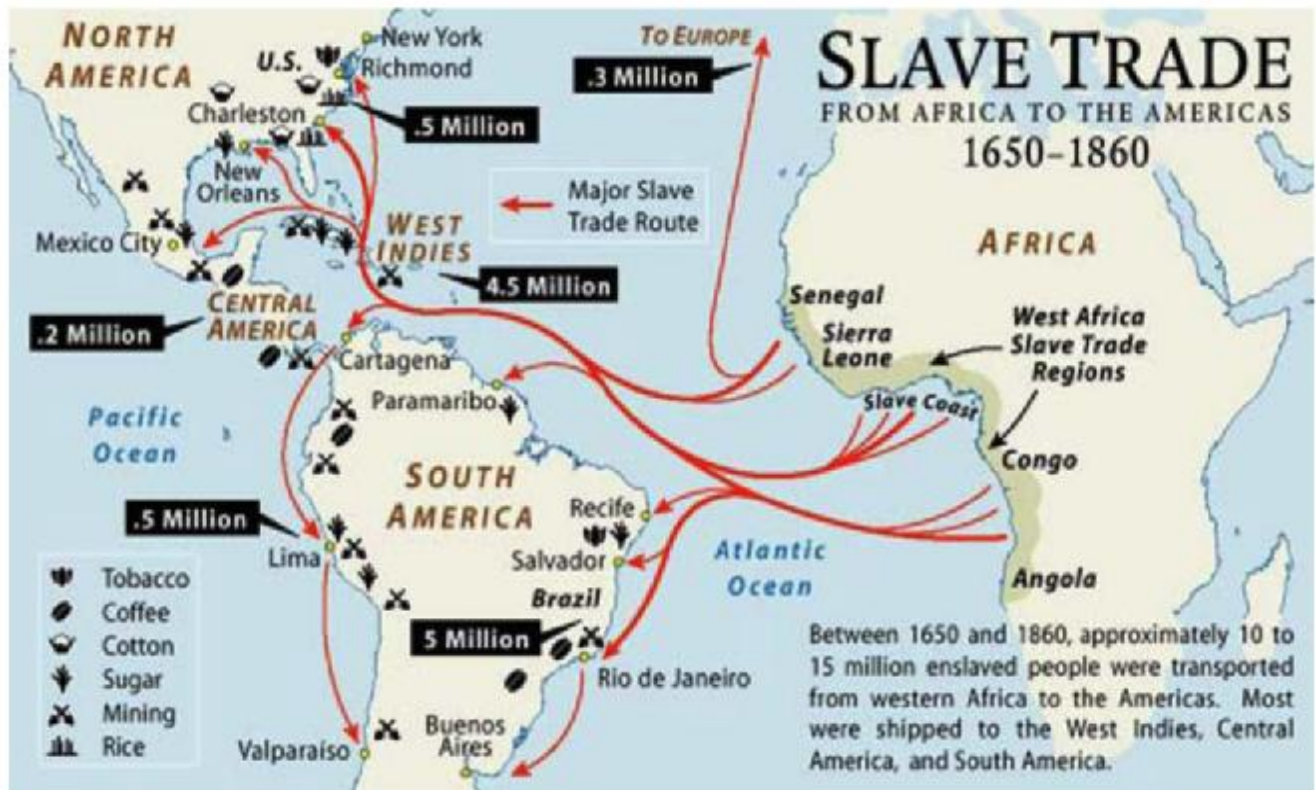 SLAVE TRADE
FROM AFRICA TO THE AMERICAS
1650–1860
NORTH
AMERICA
U.S.
New York
Richmond
Charleston
.5 Million
New
Orleans
Mexico City
WEST
INDIES
4.5 Million
CENTRAL
AMERICA
.2 Million
TO EUROPE
.3 Million
Major Slave
Trade Route
AFRICA
Senegal
Sierra
Leone
West Africa
Slave Trade
Regions
Slave Coast
Congo
Angola
Cartagena
Paramaribo
Pacific
Ocean
SOUTH
AMERICA
Recife
Salvador
Brazil
Atlantic
Ocean
.5 Million
Lima
5 Million
Rio de Janeiro
Buenos
Aires
Valparaíso
Tobacco
Coffee
Cotton
Sugar
Mining
Rice
Between 1650 and 1860, approximately 10 to
15 million enslaved people were transported
from western Africa to the Americas. Most
were shipped to the West Indies, Central
America, and South America.